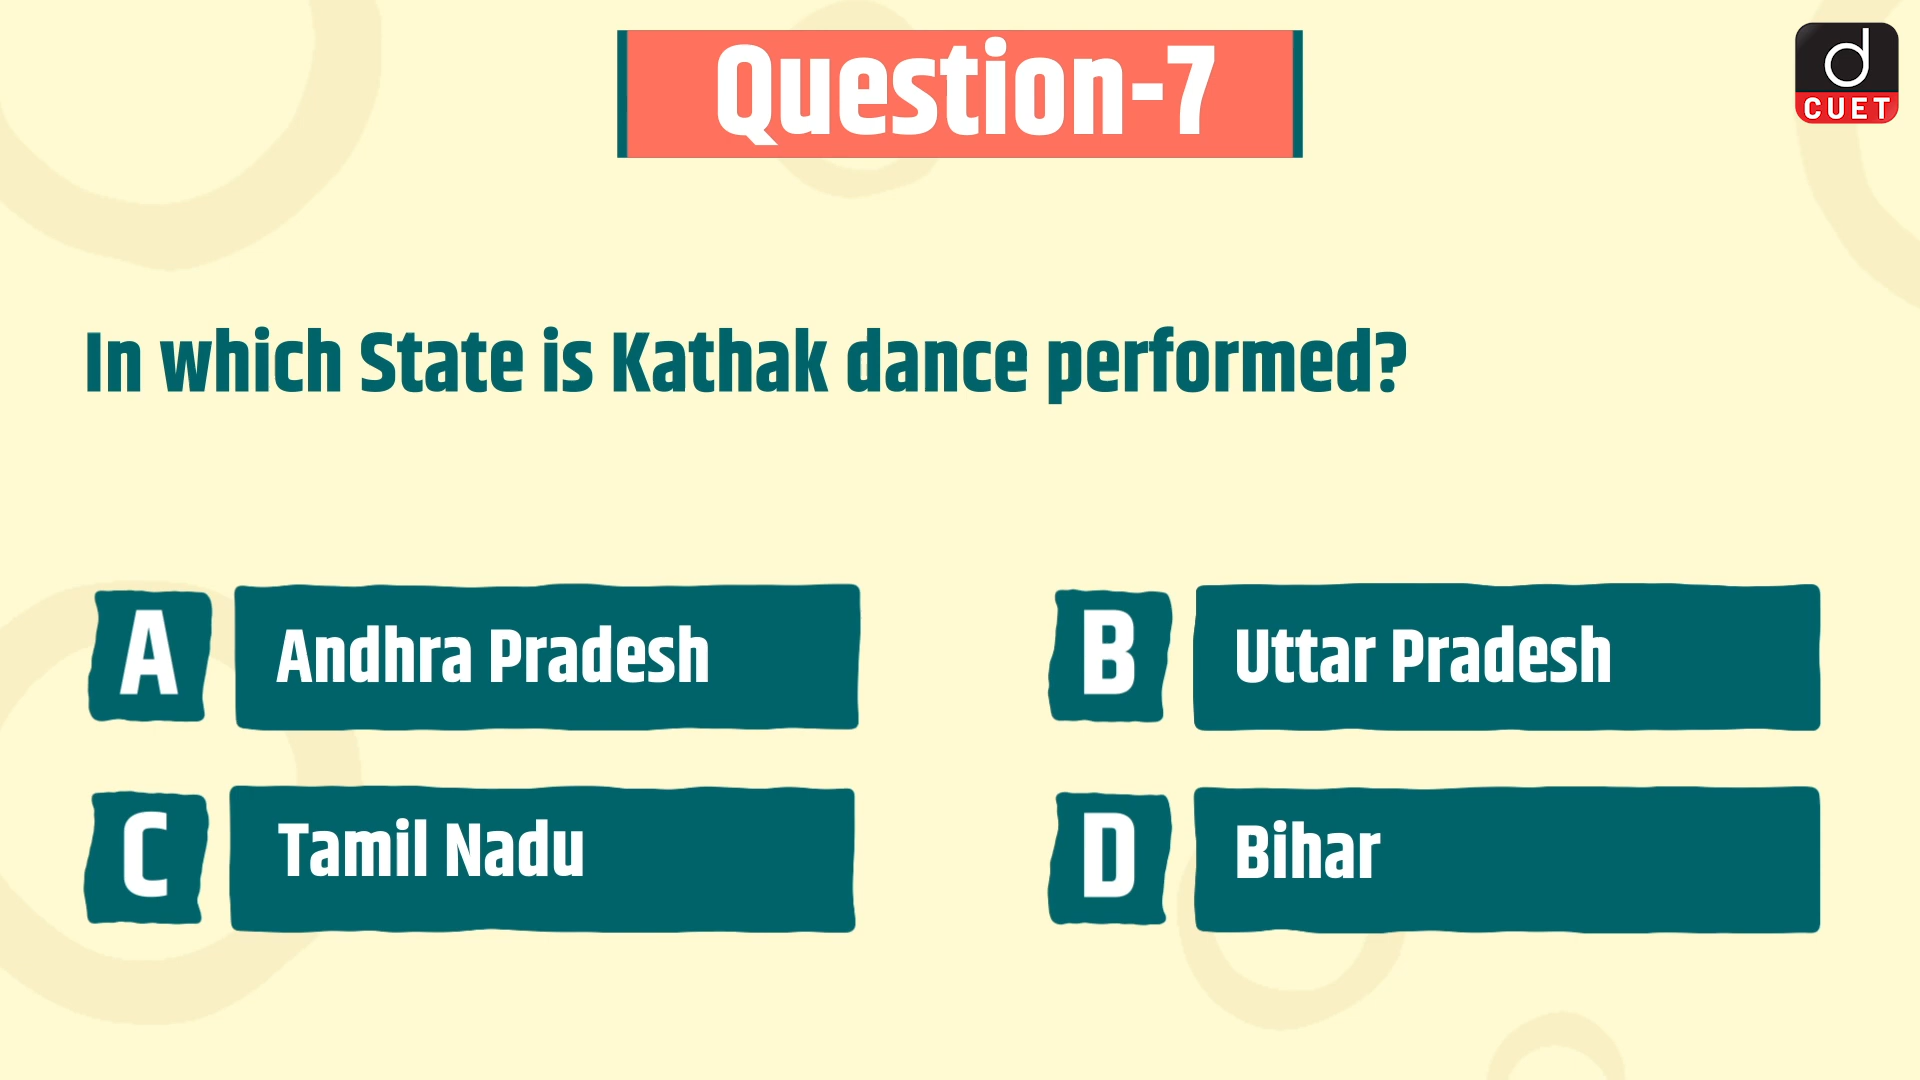 Question-7
d
CUET
In which State is Kathak dance performed?
A Andhra Pradesh
B Uttar Pradesh
C Tamil Nadu
D Bihar